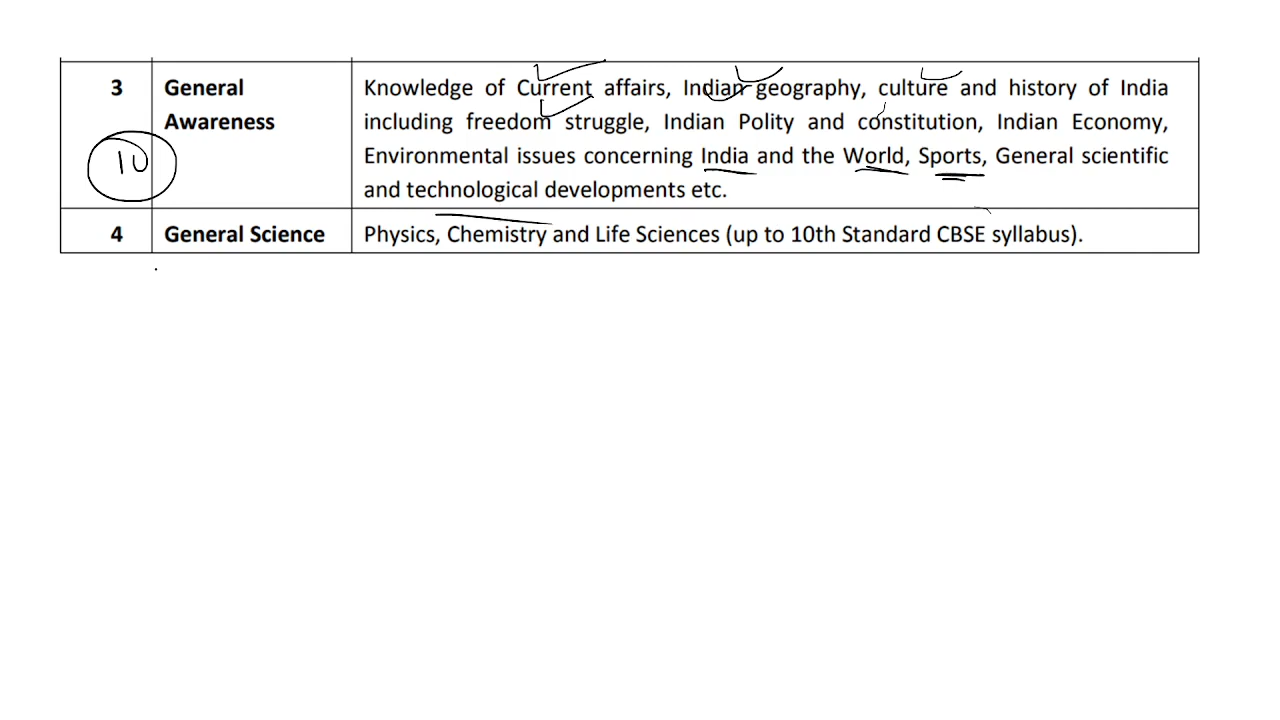 3 General Knowledge of Current affairs, Indian geography, culture and history of India
Awareness including freedom struggle, Indian Polity and constitution, Indian Economy,
10 Environmental issues concerning India and the World, Sports, General scientific
and technological developments etc.
4 General Science Physics, Chemistry and Life Sciences (up to 10th Standard CBSE syllabus).